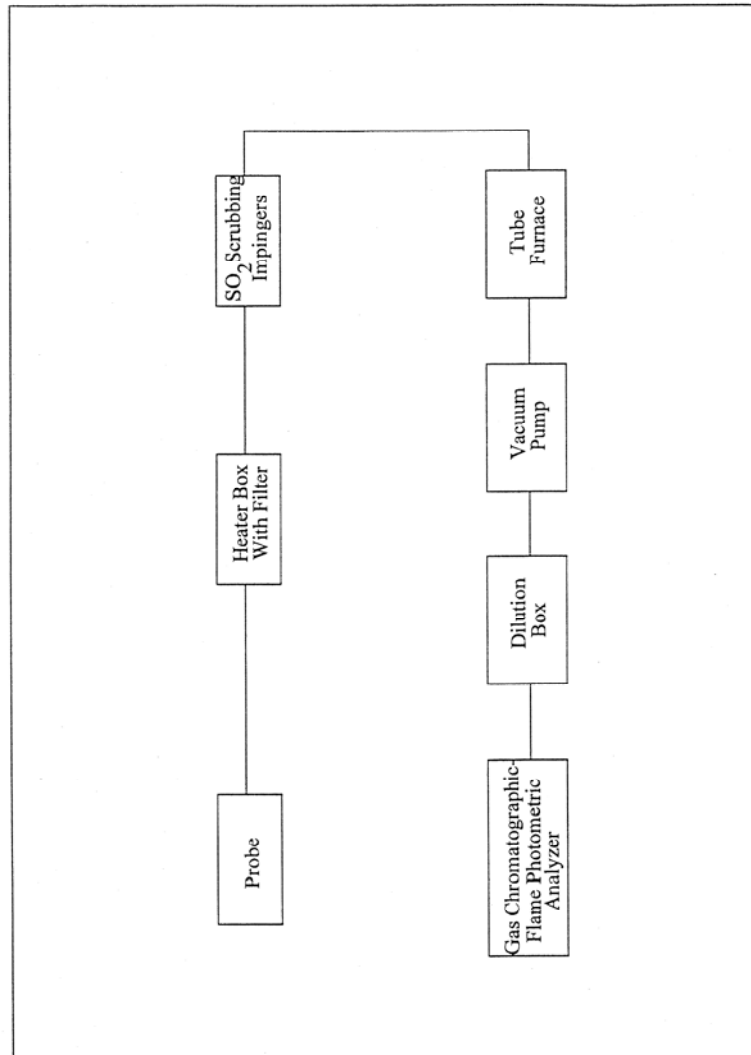 Probe
Heater Box
With Filter
SO2 Scrubbing
Impingers
Tube
Furnace
Vacuum
Pump
Dilution
Box
Gas Chromatographic-
Flame Photometric
Analyzer